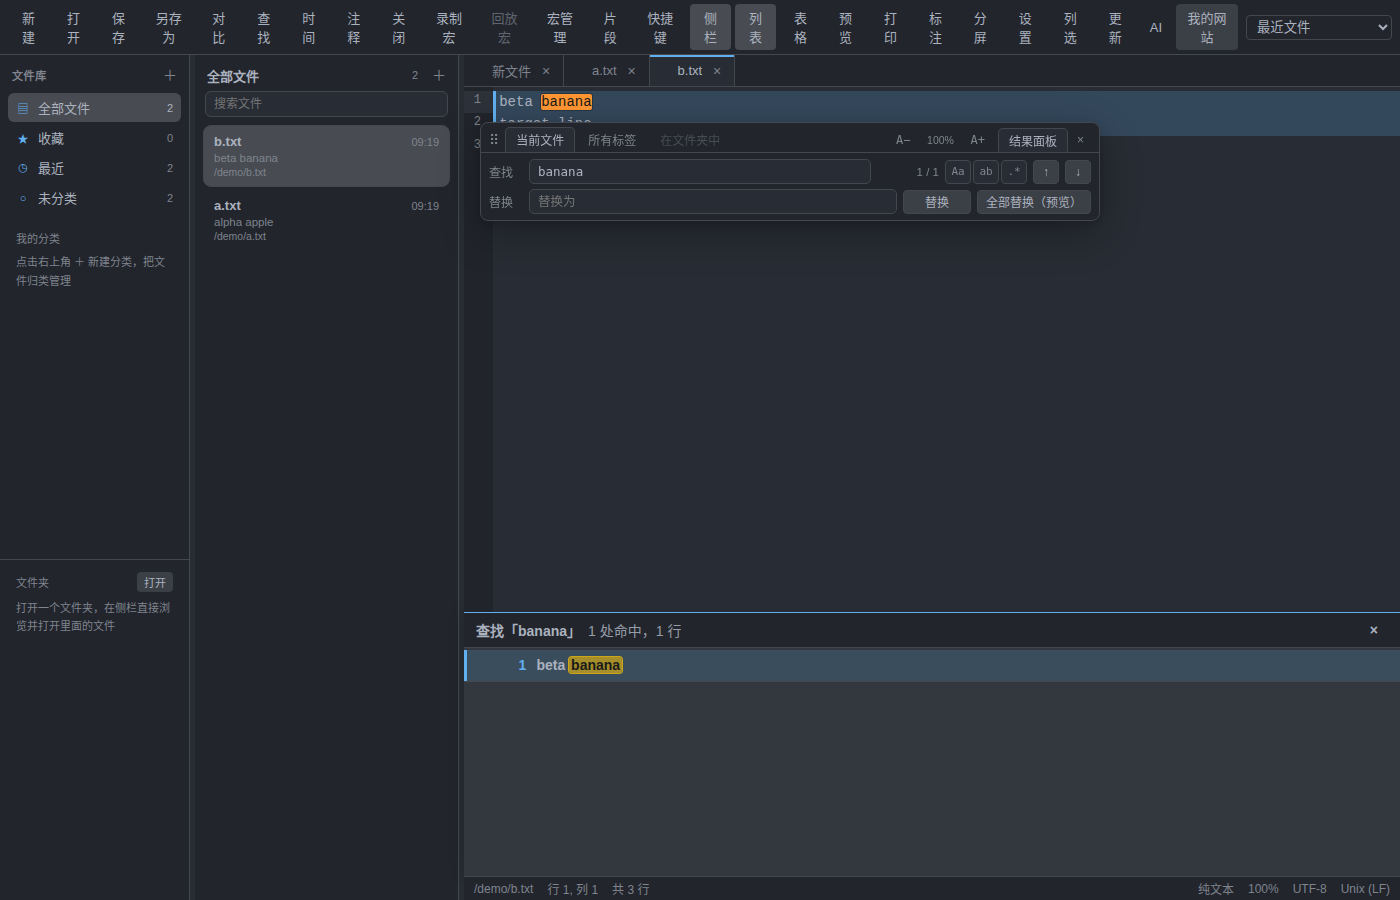 新建 打开 保存 另存为 对比 查找 时间 注释 关闭 录制宏 回放宏 宏管理 片段 快捷键 侧栏 列表 表格 预览 打印 标注 分屏 设置 列选 更新 AI 我的网站 最近文件
文件库 ＋
全部文件 2
收藏 0
最近 2
未分类 2
我的分类
点击右上角 ＋ 新建分类，把文
件归类管理
文件夹 打开
打开一个文件夹，在侧栏直接浏
览并打开里面的文件
全部文件 2 ＋
搜索文件
b.txt 09:19
beta banana
/demo/b.txt
a.txt 09:19
alpha apple
/demo/a.txt
新文件 × a.txt × b.txt ×
1 beta banana
2 target line
3
当前文件 所有标签 在文件夹中 A− 100% A+ 结果面板 ×
查找 banana 1 / 1 Aa ab .* ↑ ↓
替换 替换为 替换 全部替换（预览）
查找「banana」 1 处命中，1 行 ×
1 beta banana
/demo/b.txt 行 1, 列 1 共 3 行 纯文本 100% UTF-8 Unix (LF)